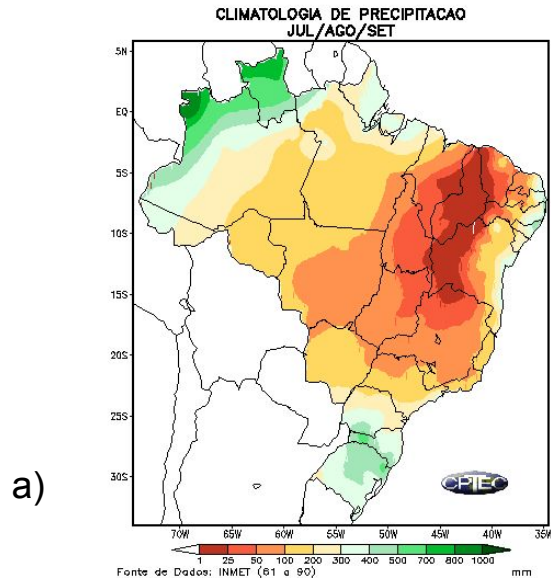 CLIMATOLOGIA DE PRECIPITACAO
JUL/AGO/SET
5N
EQ
5S
10S
15S
20S
25S
30S
a)
CPTEC
70W 65W 60W 55W 50W 45W 40W 35W
1 25 50 100 200 300 400 500 700 800 1000
Fonte de Dados: INMET (61 a 90) mm